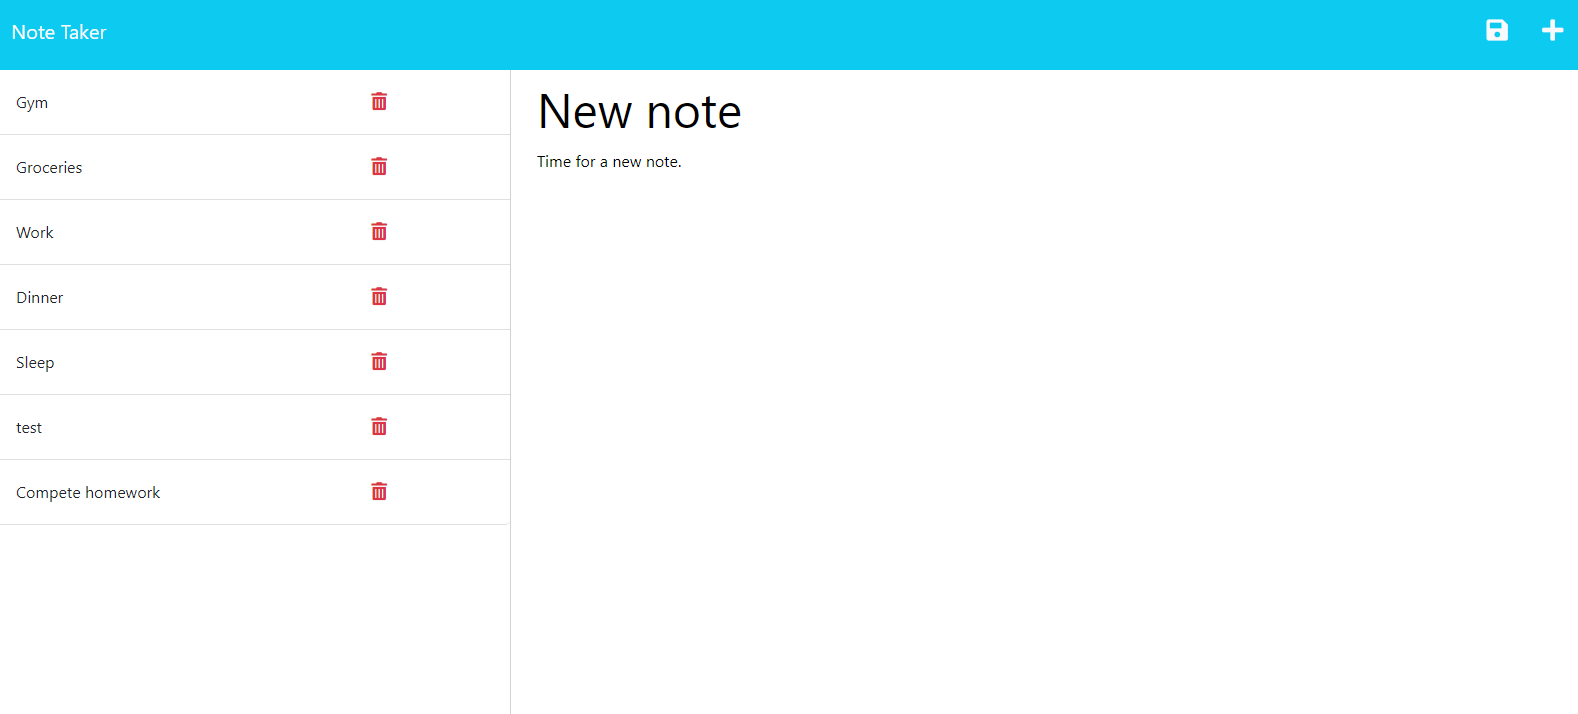 Note Taker
Gym
Groceries
Work
Dinner
Sleep
test
Compete homework
New note
Time for a new note.